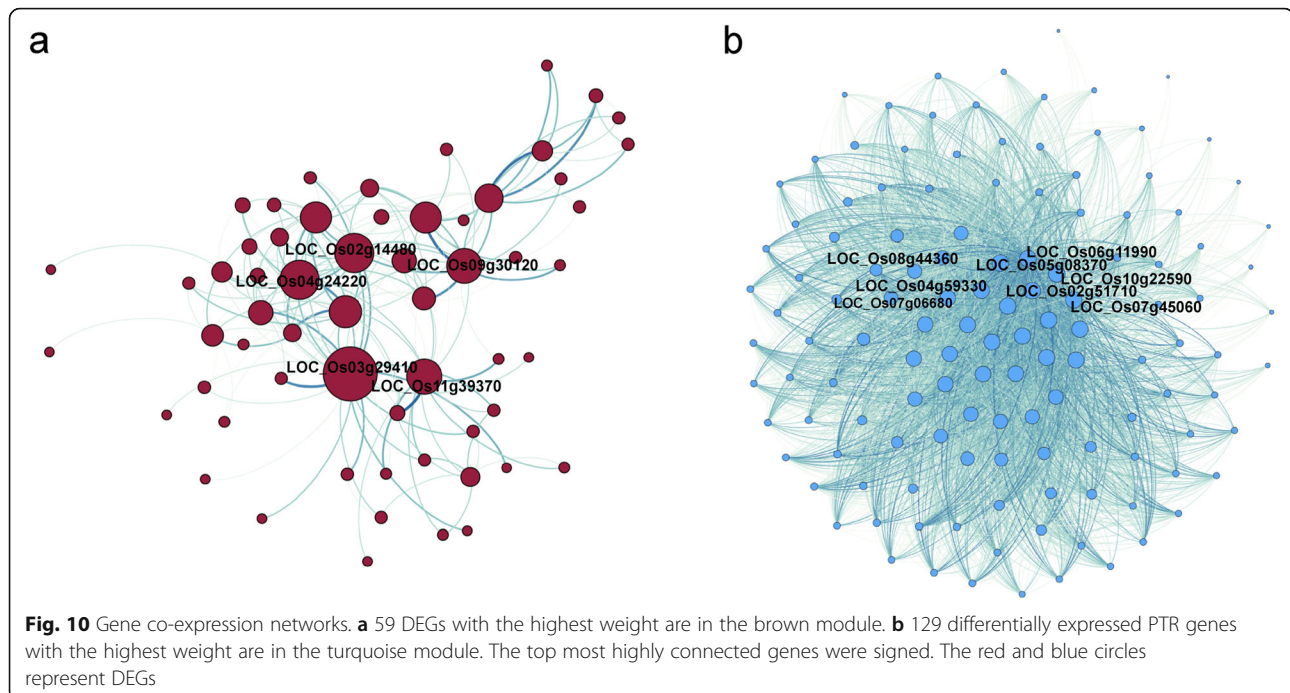 a
b
LOC_Os02g14480
LOC_Os09g30120
LOC_Os04g24220
LOC_Os03g29410
LOC_Os11g39370
LOC_Os06g11990
LOC_Os08g44360
LOC_Os05g08370
LOC_Os10g22590
LOC_Os04g59330
LOC_Os02g51710
LOC_Os07g06680
LOC_Os07g45060
Fig. 10 Gene co-expression networks. a 59 DEGs with the highest weight are in the brown module. b 129 differentially expressed PTR genes
with the highest weight are in the turquoise module. The top most highly connected genes were signed. The red and blue circles
represent DEGs